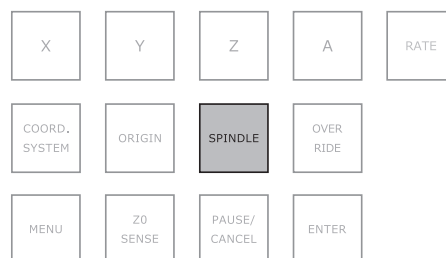 X
Y
Z
A
RATE
COORD.
SYSTEM
ORIGIN
SPINDLE
OVER
RIDE
MENU
Z0
SENSE
PAUSE/
CANCEL
ENTER